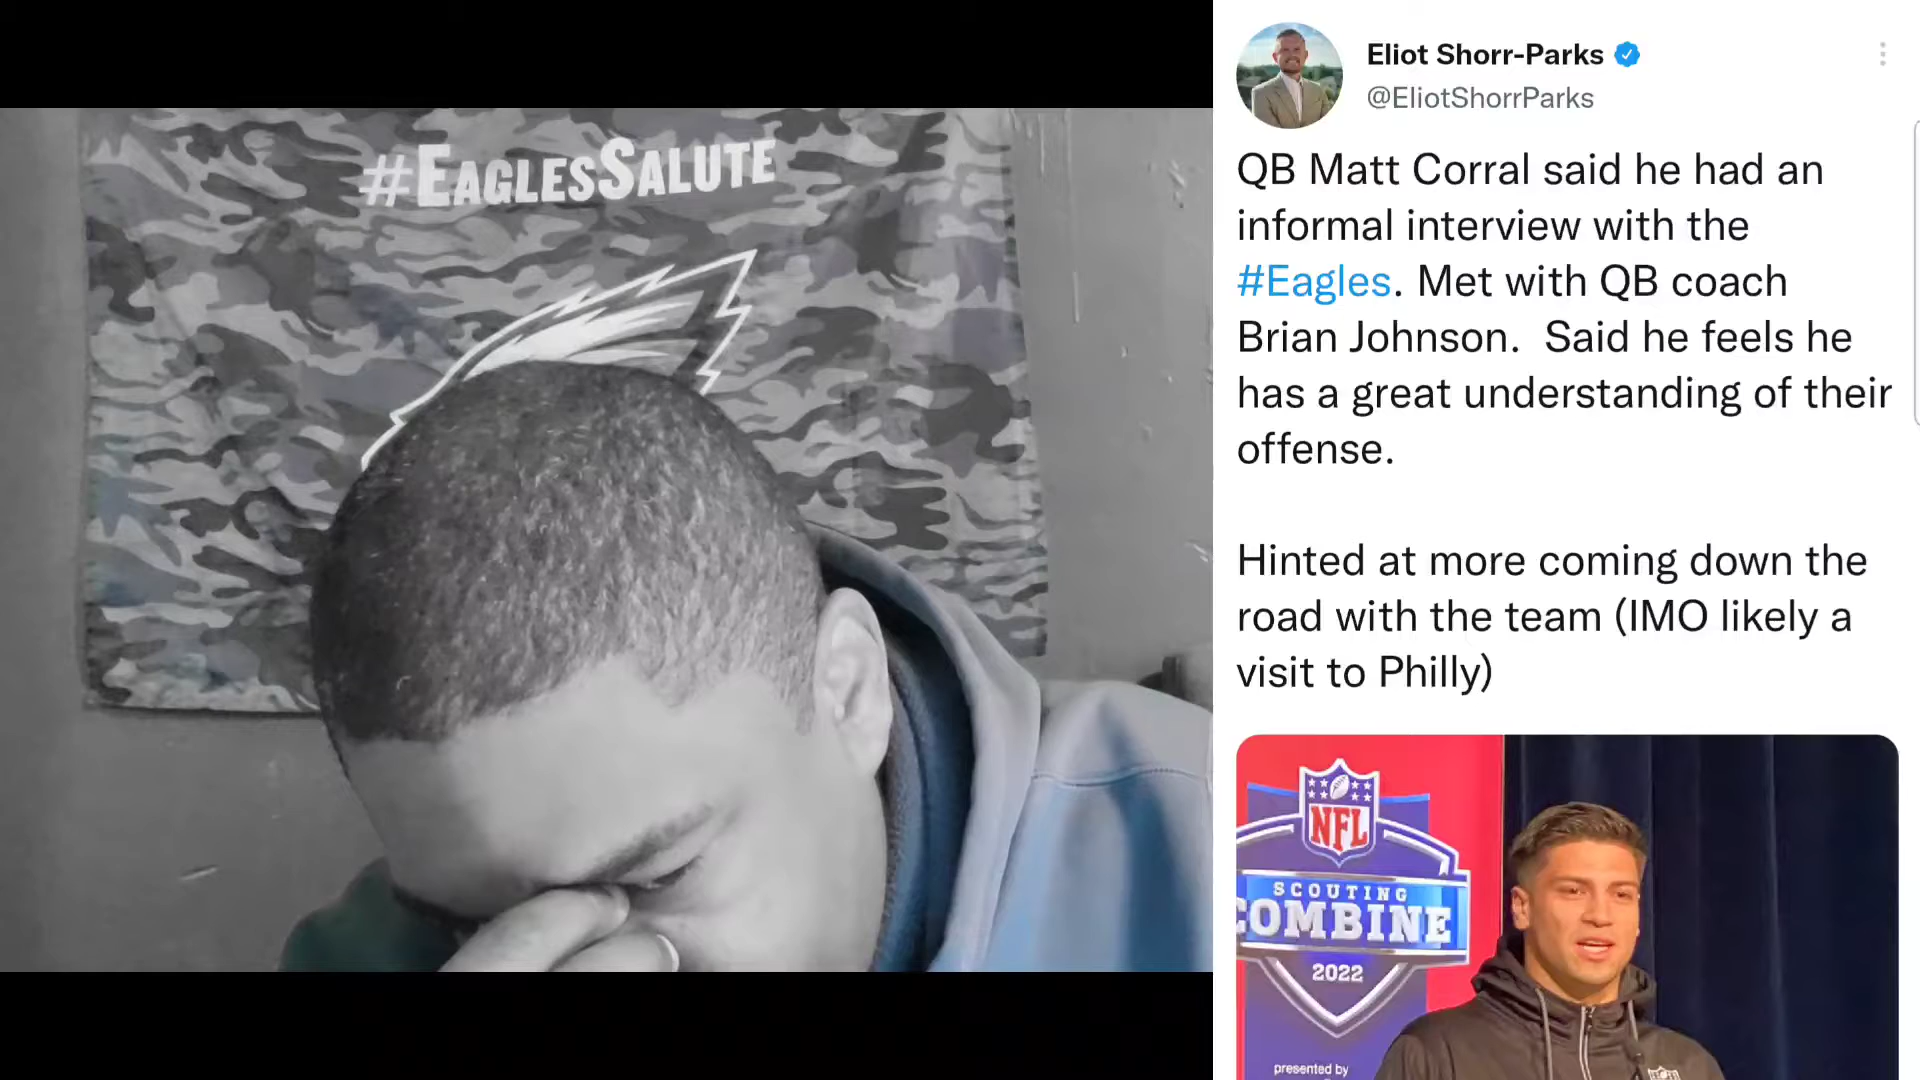 #EAGLESSALUTE
Eliot Shorr-Parks
@EliotShorrParks
QB Matt Corral said he had an
informal interview with the
#Eagles. Met with QB coach
Brian Johnson.  Said he feels he
has a great understanding of their
offense.
Hinted at more coming down the
road with the team (IMO likely a
visit to Philly)
NFL
SCOUTING
COMBINE
2022
presented by